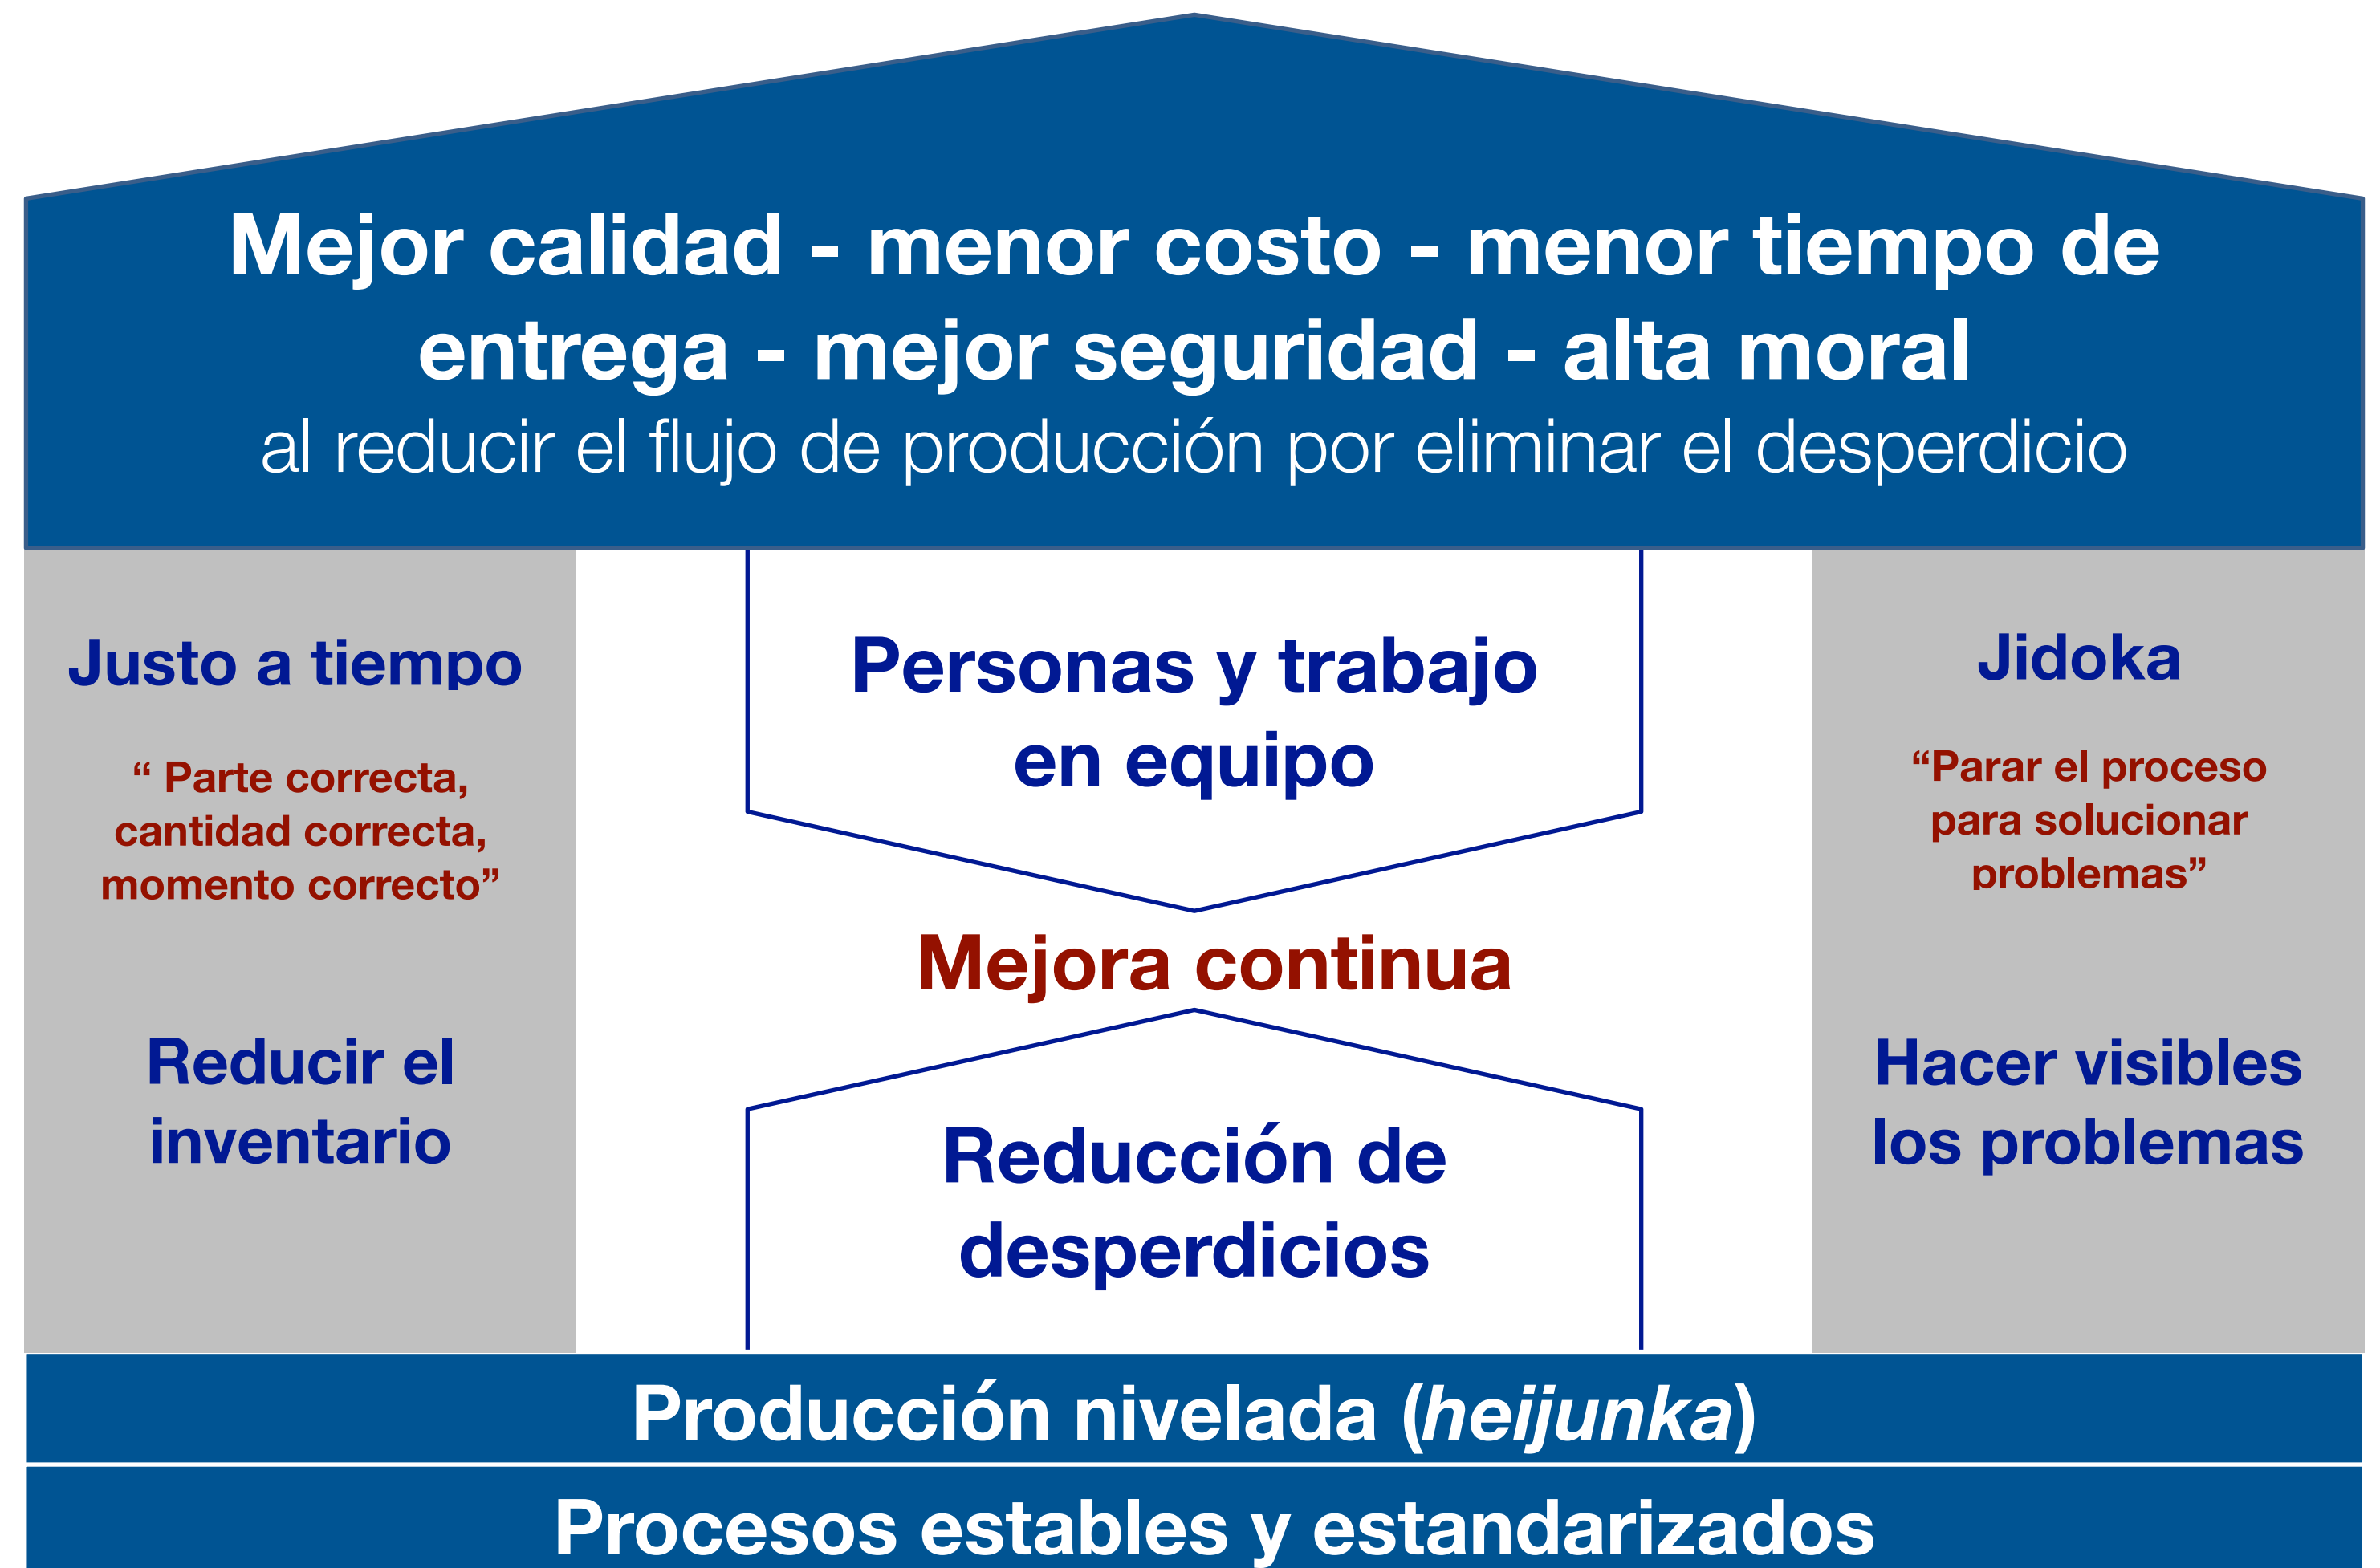 Mejor calidad - menor costo - menor tiempo de
entrega - mejor seguridad - alta moral
al reducir el flujo de producción por eliminar el desperdicio
Justo a tiempo
“ Parte correcta,
cantidad correcta,
momento correcto”
Reducir el
inventario
Personas y trabajo
en equipo
Mejora continua
Reducción de
desperdicios
Jidoka
“Parar el proceso
para solucionar
problemas”
Hacer visibles
los problemas
Producción nivelada (heijunka)
Procesos estables y estandarizados